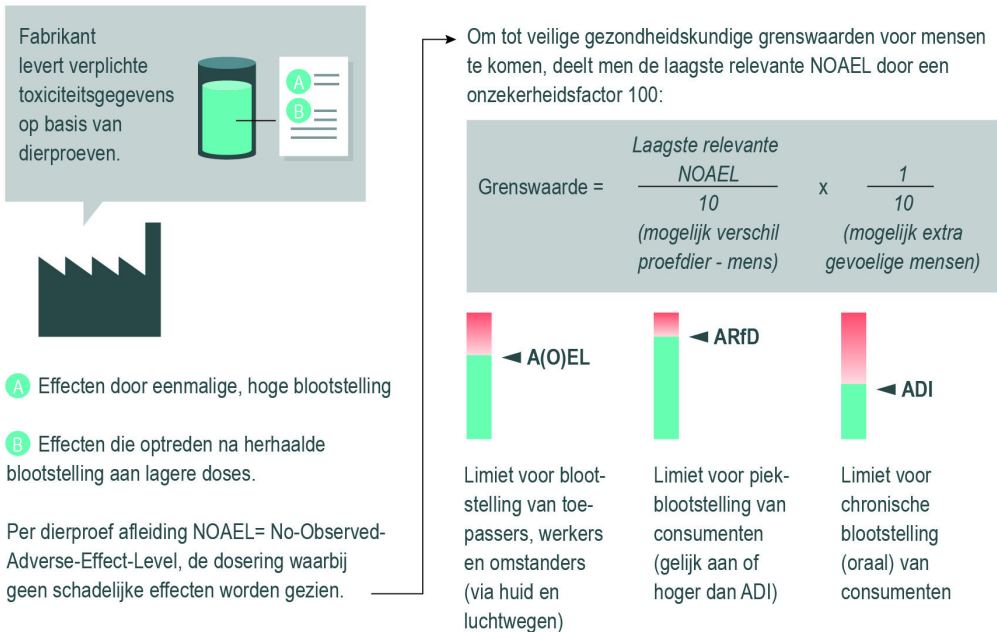 Fabrikant
levert verplichte
toxiciteitsgegevens
op basis van
dierproeven.
A
B
A Effecten door eenmalige, hoge blootstelling
B Effecten die optreden na herhaalde
blootstelling aan lagere doses.
Per dierproef afleiding NOAEL= No-Observed-
Adverse-Effect-Level, de dosering waarbij
geen schadelijke effecten worden gezien.
Om tot veilige gezondheidskundige grenswaarden voor mensen
te komen, deelt men de laagste relevante NOAEL door een
onzekerheidsfactor 100:
Laagste relevante
Grenswaarde = NOAEL x 1
10 10
(mogelijk verschil (mogelijk extra
proefdier - mens) gevoelige mensen)
A(O)EL
Limiet voor bloot-
stelling van toe-
passers, werkers
en omstanders
(via huid en
luchtwegen)
ARfD
Limiet voor piek-
blootstelling van
consumenten
(gelijk aan of
hoger dan ADI)
ADI
Limiet voor
chronische
blootstelling
(oraal) van
consumenten